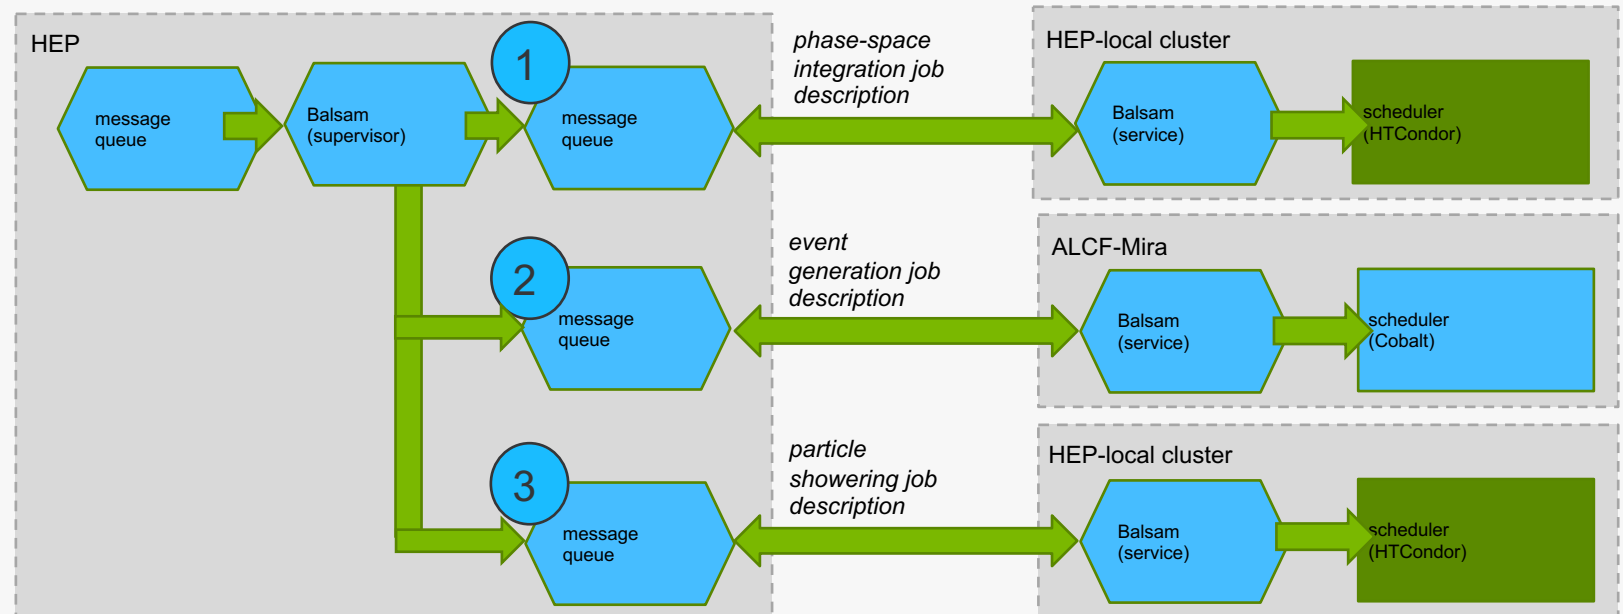 HEP
message
queue
Balsam
(supervisor)
1
message
queue
phase-space
integration job
description
HEP-local cluster
Balsam
(service)
scheduler
(HTCondor)
2
message
queue
event
generation job
description
ALCF-Mira
Balsam
(service)
scheduler
(Cobalt)
3
message
queue
particle
showering job
description
HEP-local cluster
Balsam
(service)
scheduler
(HTCondor)